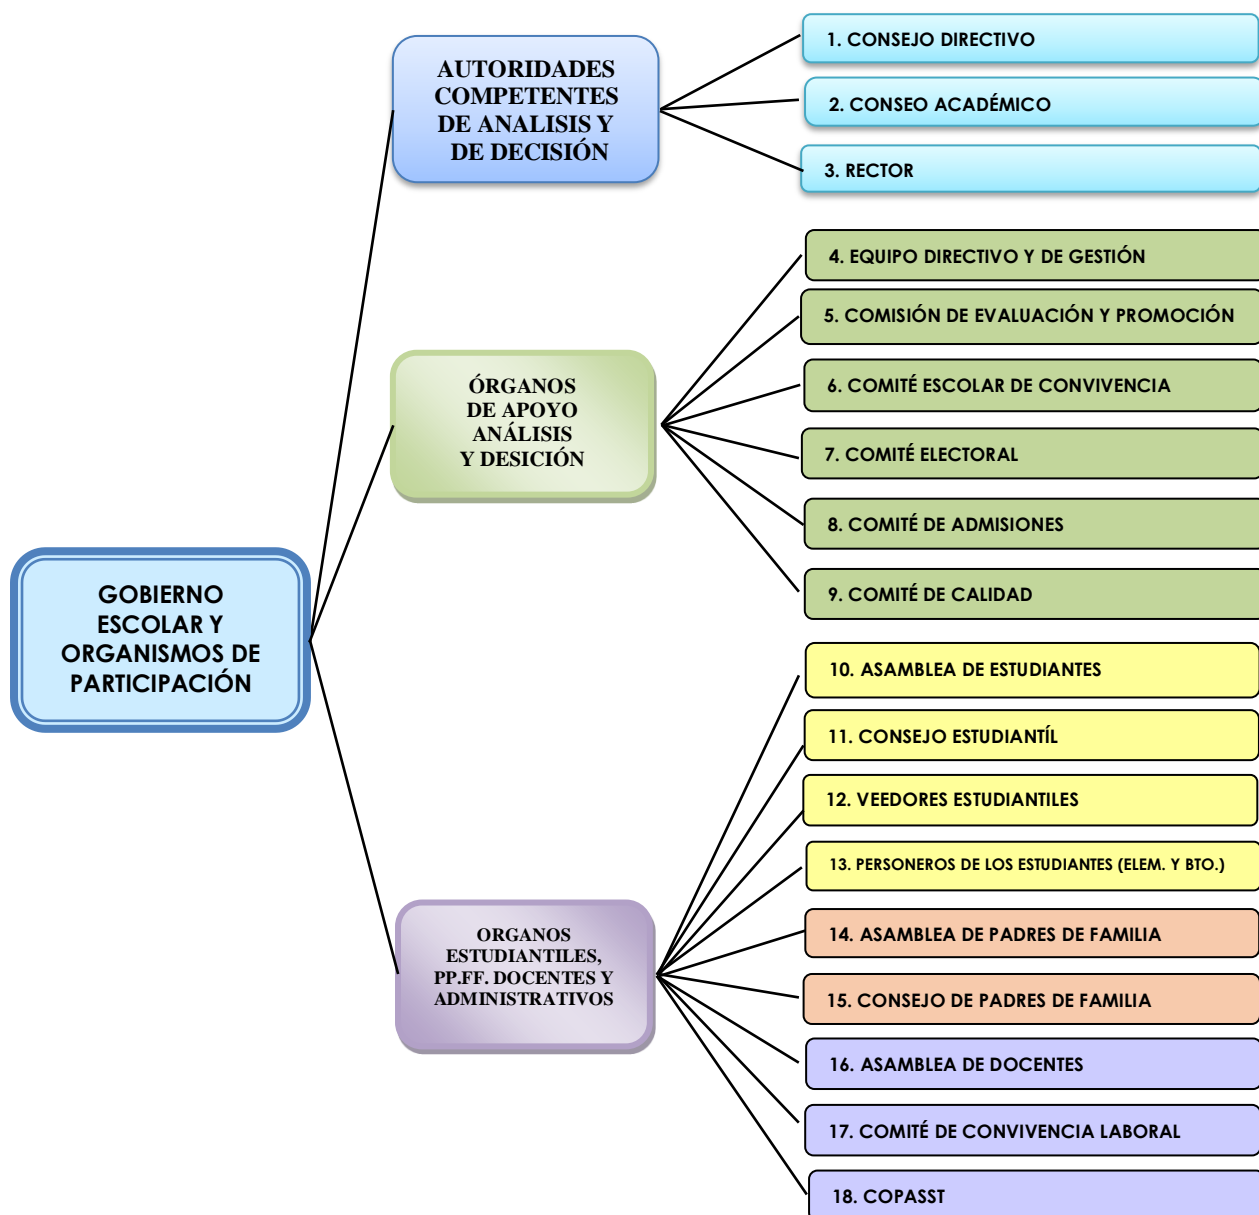 GOBIERNO
ESCOLAR Y
ORGANISMOS DE
PARTICIPACIÓN
AUTORIDADES
COMPETENTES
DE ANALISIS Y
DE DECISIÓN
1. CONSEJO DIRECTIVO
2. CONSEO ACADÉMICO
3. RECTOR
ÓRGANOS
DE APOYO
ANÁLISIS
Y DESICIÓN
4. EQUIPO DIRECTIVO Y DE GESTIÓN
5. COMISIÓN DE EVALUACIÓN Y PROMOCIÓN
6. COMITÉ ESCOLAR DE CONVIVENCIA
7. COMITÉ ELECTORAL
8. COMITÉ DE ADMISIONES
9. COMITÉ DE CALIDAD
ORGANOS
ESTUDIANTILES,
PP.FF. DOCENTES Y
ADMINISTRATIVOS
10. ASAMBLEA DE ESTUDIANTES
11. CONSEJO ESTUDIANTÍL
12. VEEDORES ESTUDIANTILES
13. PERSONEROS DE LOS ESTUDIANTES (ELEM. Y BTO.)
14. ASAMBLEA DE PADRES DE FAMILIA
15. CONSEJO DE PADRES DE FAMILIA
16. ASAMBLEA DE DOCENTES
17. COMITÉ DE CONVIVENCIA LABORAL
18. COPASST